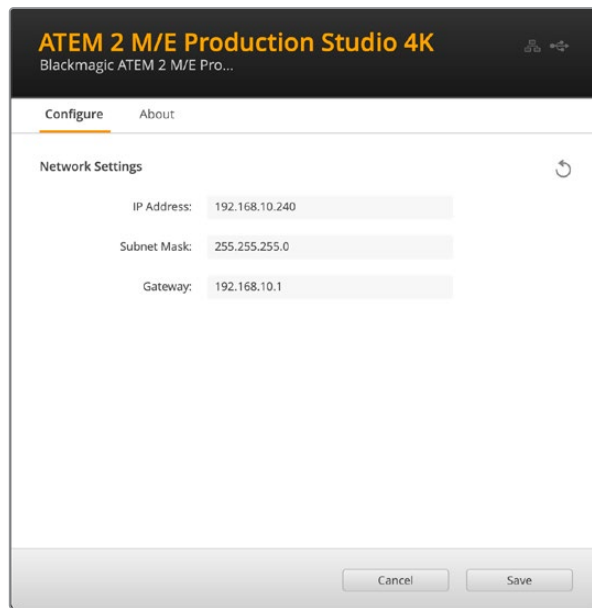 ATEM 2 M/E Production Studio 4K
Blackmagic ATEM 2 M/E Pro...
Configure About
Network Settings
IP Address: 192.168.10.240
Subnet Mask: 255.255.255.0
Gateway: 192.168.10.1
Cancel Save